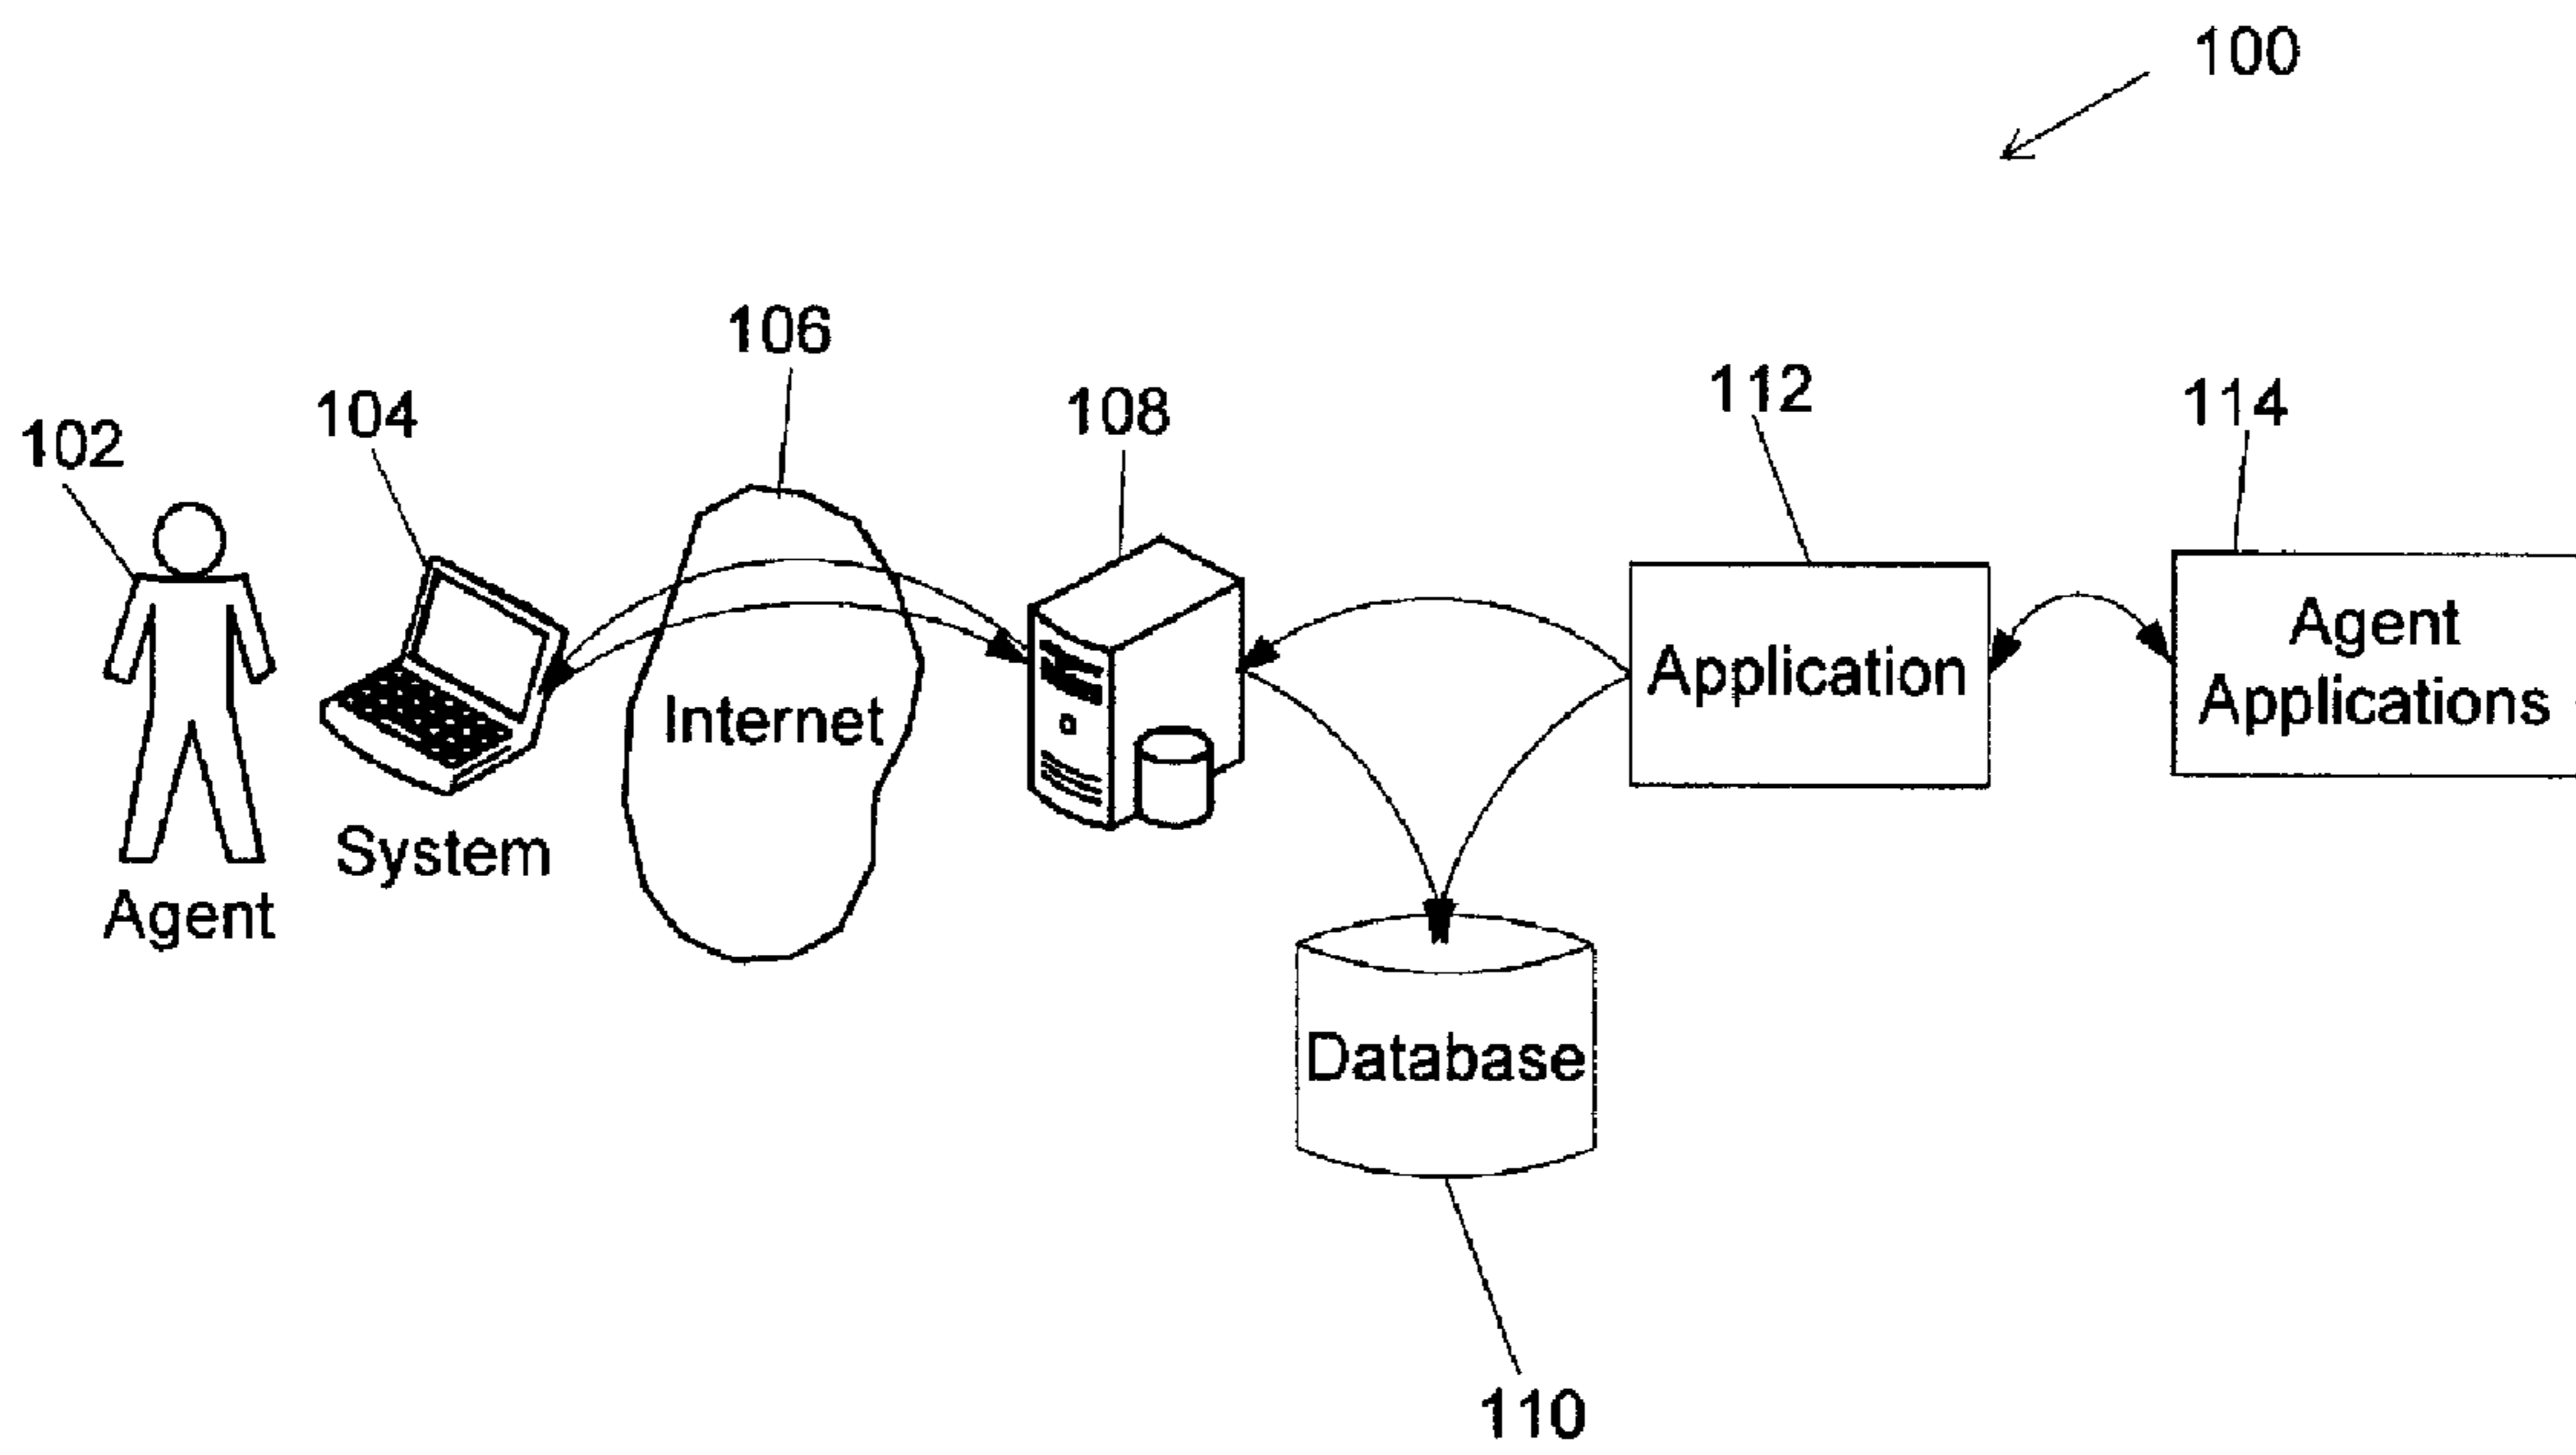 100
106
112
114
108
104
102
Agent
Applications
Application
Internet
System
Agent
Database
110